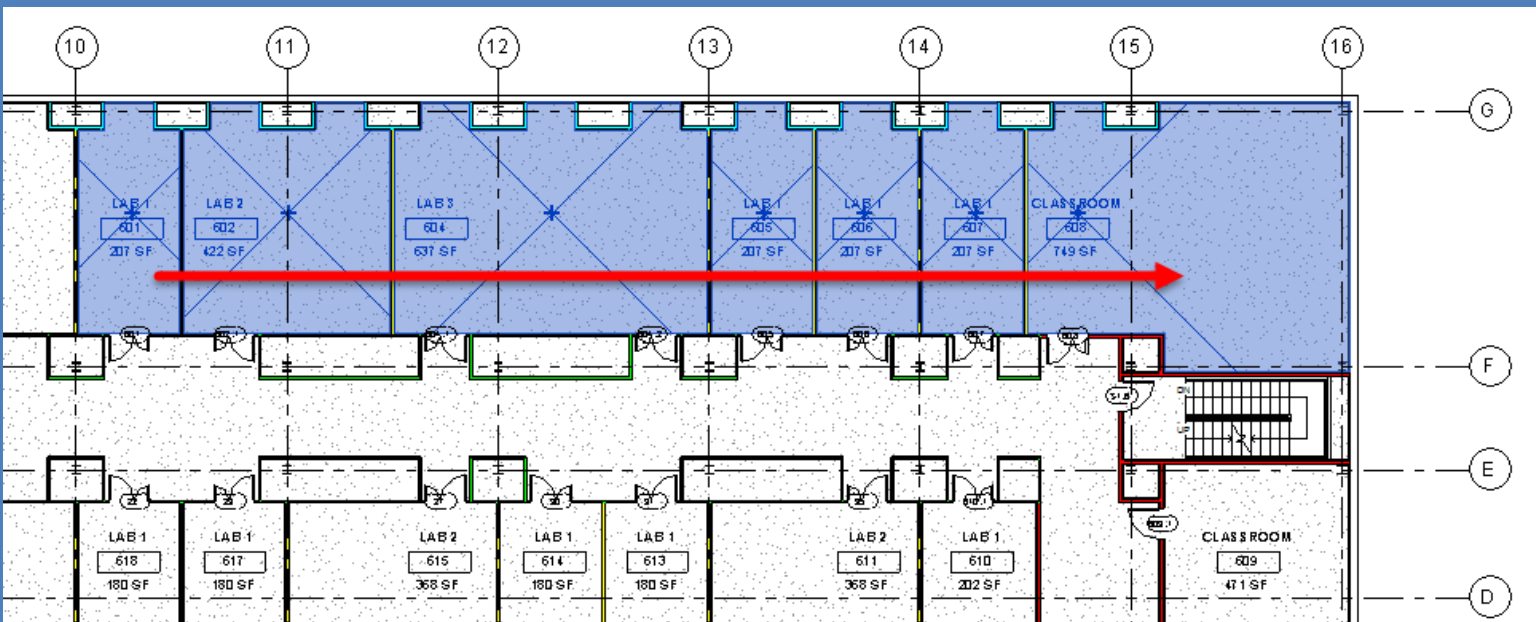 10 11 12 13 14 15 16
G
LAB 1 LAB 2 LAB 3 LAB 1 LAB 1 LAB 1 CLASSROOM
601 602 604 605 606 607 608
207 SF 422 SF 637 SF 207 SF 207 SF 207 SF 749 SF
F
DN
UP
E
LAB 1 LAB 1 LAB 2 LAB 1 LAB 1 LAB 2 LAB 1 CLASSROOM
618 617 615 614 613 611 610 609
180 SF 180 SF 368 SF 180 SF 180 SF 368 SF 202 SF 471 SF
D